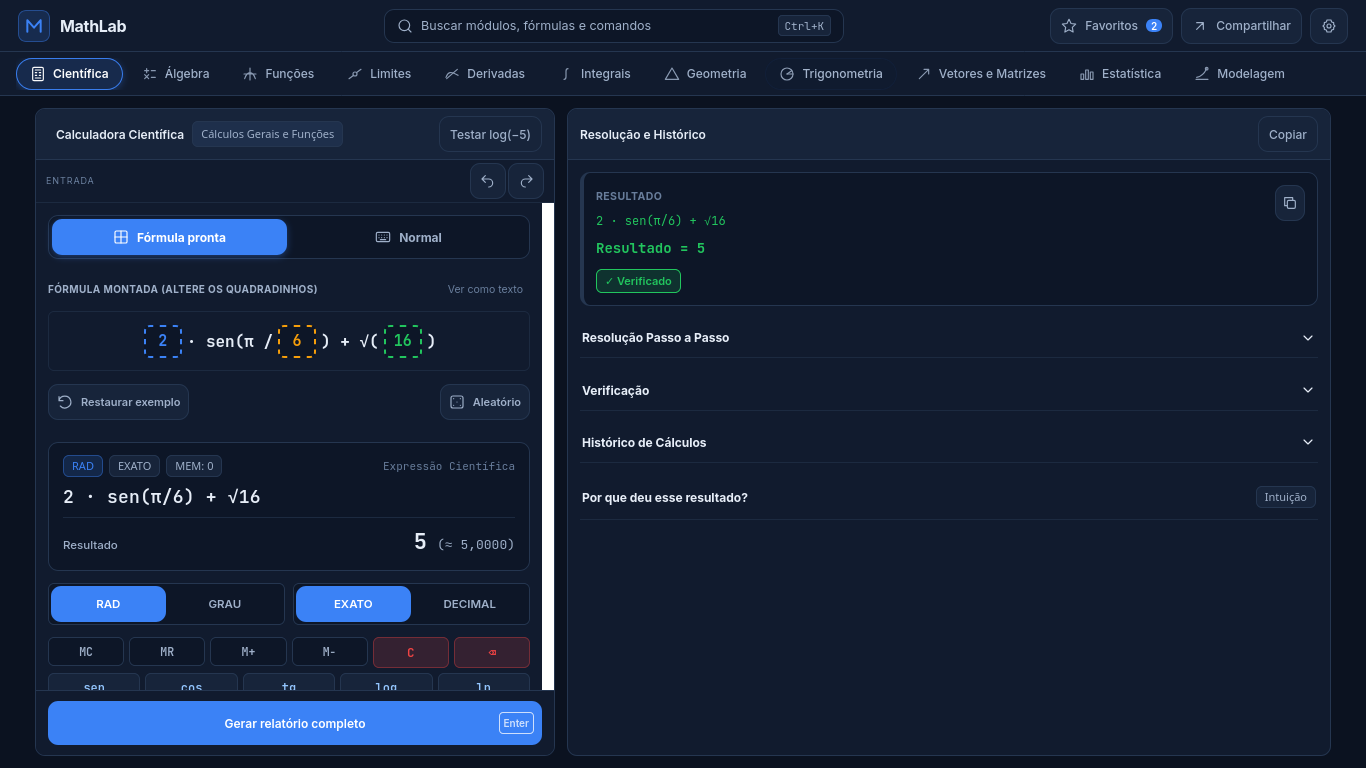 MathLab
Buscar módulos, fórmulas e comandos
Ctrl+K
Favoritos 2
Compartilhar
Científica
Álgebra
Funções
Limites
Derivadas
Integrais
Geometria
Trigonometria
Vetores e Matrizes
Estatística
Modelagem
Calculadora Científica
Cálculos Gerais e Funções
Testar log(−5)
ENTRADA
Fórmula pronta
Normal
FÓRMULA MONTADA (ALTERE OS QUADRADINHOS)
Ver como texto
2 · sen(π / 6 ) + √( 16 )
Restaurar exemplo
Aleatório
RAD
EXATO
MEM: 0
Expressão Científica
2 · sen(π/6) + √16
Resultado
5 (≈ 5,0000)
RAD
GRAU
EXATO
DECIMAL
MC
MR
M+
M-
C
⌫
sen
cos
tg
log
ln
Gerar relatório completo
Enter
Resolução e Histórico
Copiar
RESULTADO
2 · sen(π/6) + √16
Resultado = 5
✓ Verificado
Resolução Passo a Passo
Verificação
Histórico de Cálculos
Por que deu esse resultado?
Intuição